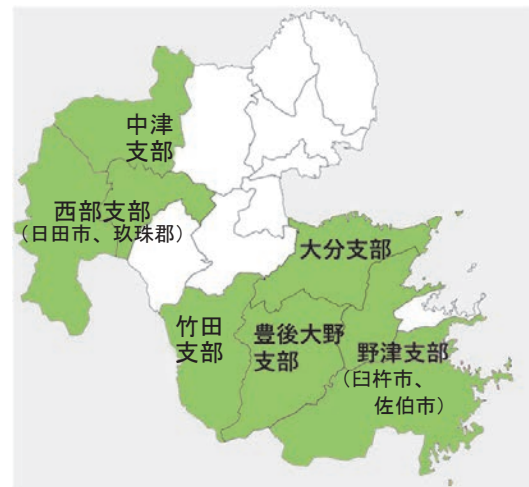 中津
支部
西部支部
（日田市、玖珠郡）
大分支部
竹田
支部
豊後大野
支部
野津支部
（臼杵市、
佐伯市）